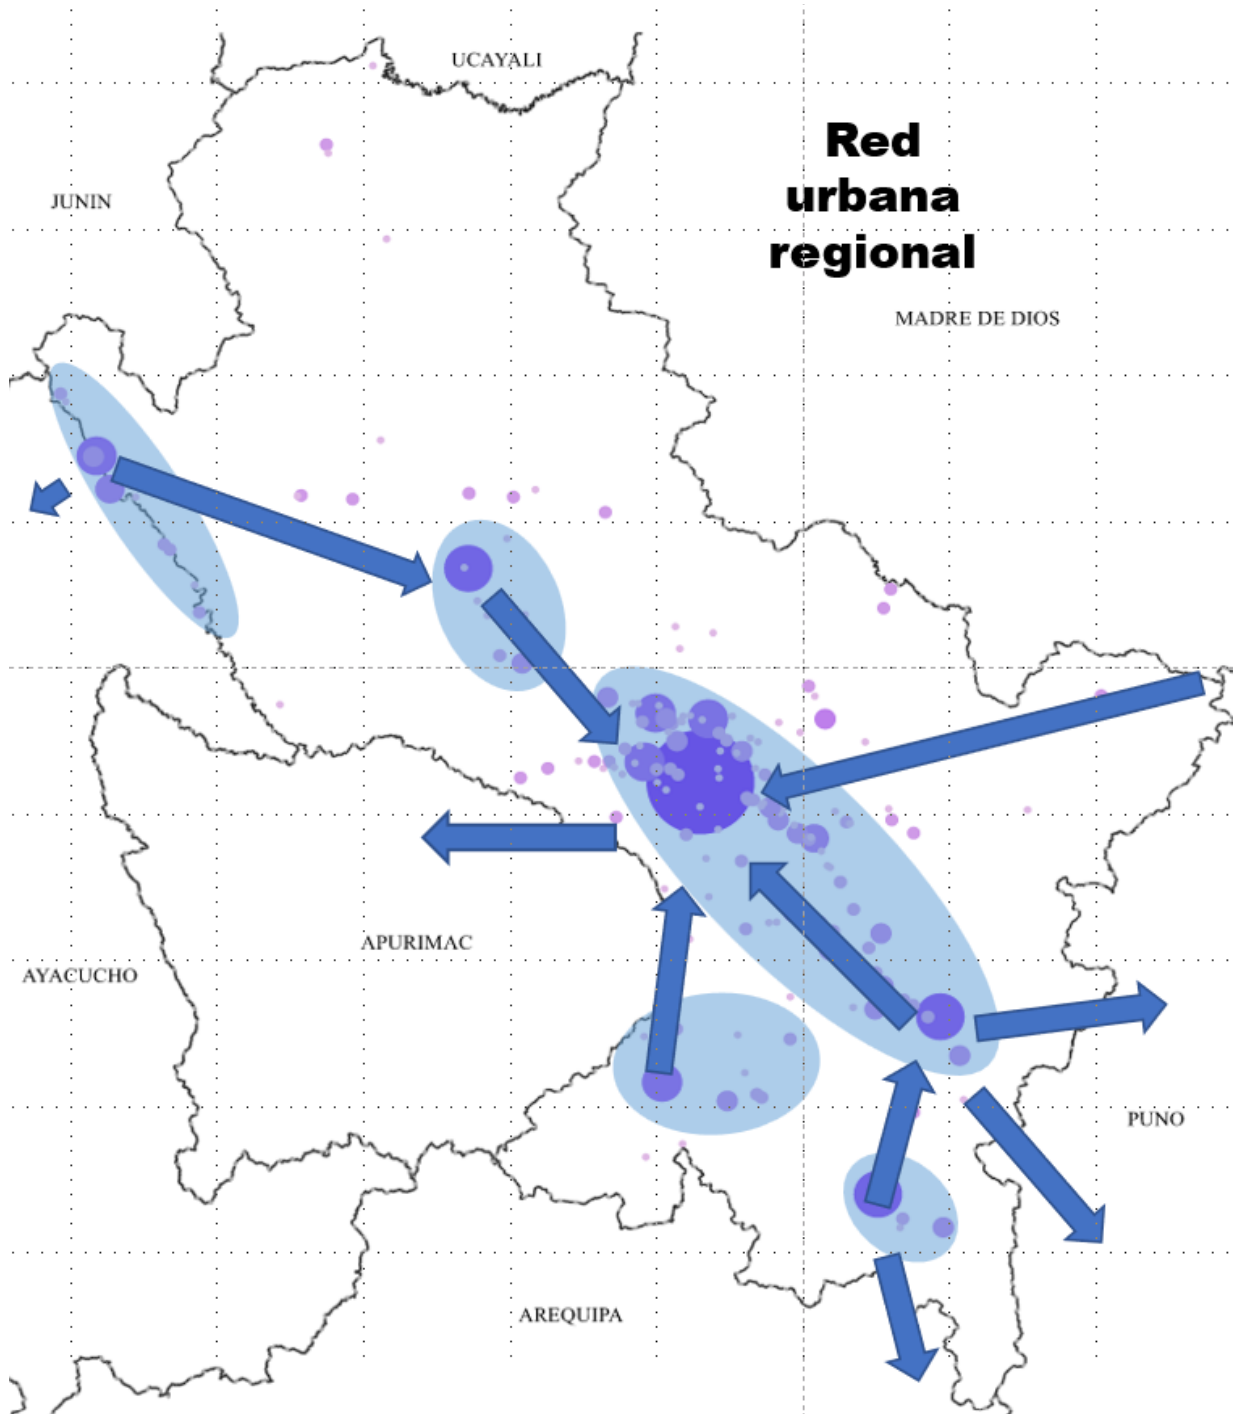 UCAYALI
Red
urbana
regional
JUNIN
MADRE DE DIOS
APURIMAC
AYACUCHO
PUNO
AREQUIPA